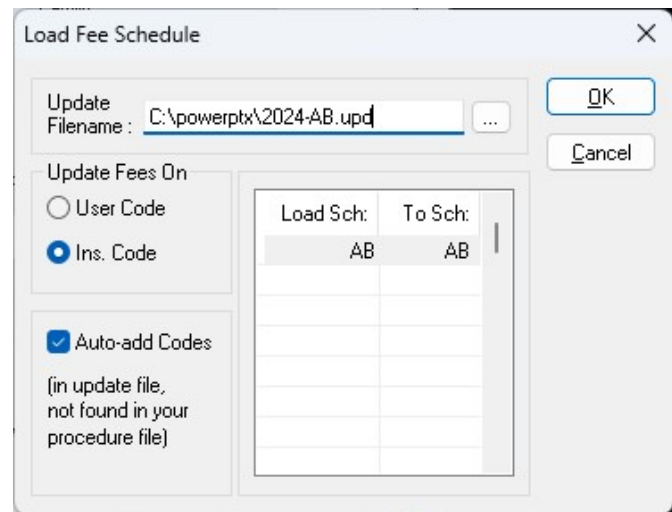 Load Fee Schedule
Update
Filename : C:\powerptx\2024-AB.upd
...
OK
Cancel
Update Fees On
User Code
Ins. Code
Load Sch: To Sch:
AB AB
Auto-add Codes
(in update file,
not found in your
procedure file)